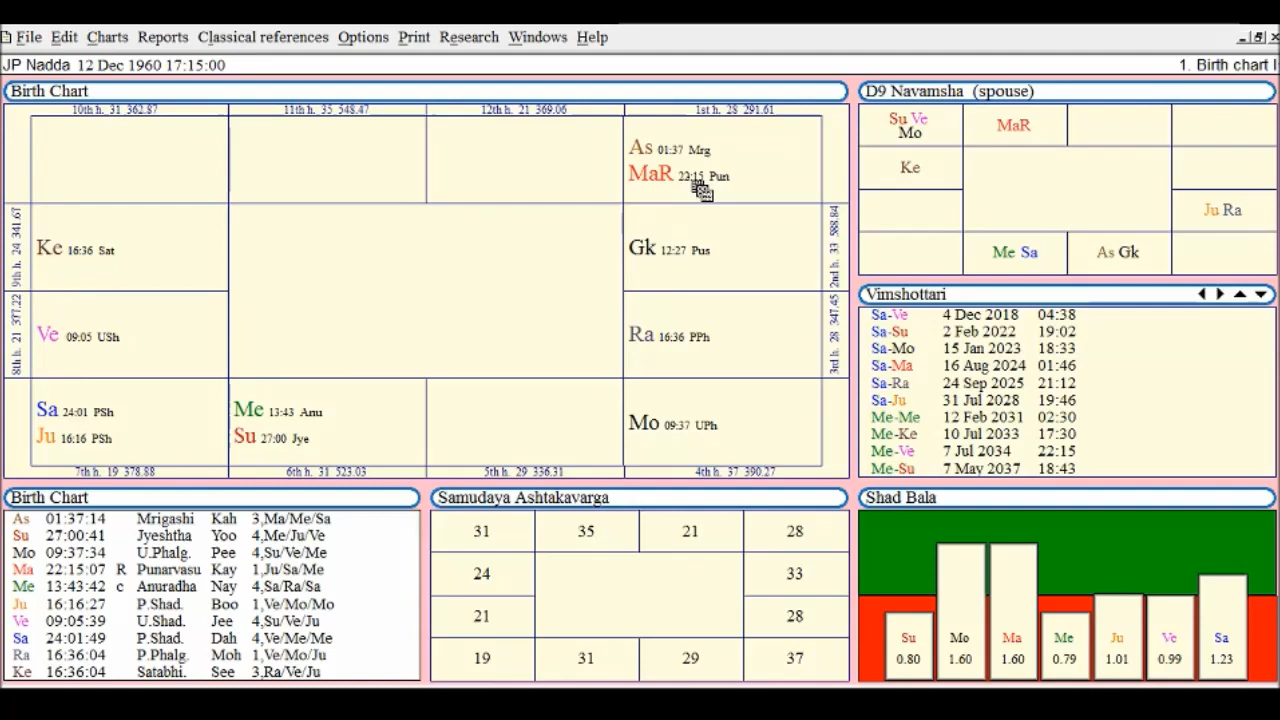 File Edit Charts Reports Classical references Options Print Research Windows Help
JP Nadda 12 Dec 1960 17:15:00 1. Birth chart I
Birth Chart
10th h. 31 362.87
11th h. 35 548.47
12th h. 21 369.06
1st h. 28 291.61
As 01:37 Mrg
MaR 22:15 Pun
9th h. 24 341.67
Ke 16:36 Sat
Gk 12:27 Pus
2nd h. 33 588.84
8th h. 21 377.22
Ve 09:05 USh
Ra 16:36 PPh
3rd h. 28 347.45
Sa 24:01 PSh
Ju 16:16 PSh
Me 13:43 Anu
Su 27:00 Jye
Mo 09:37 UPh
7th h. 19 378.88
6th h. 31 523.03
5th h. 29 336.31
4th h. 37 390.27
D9 Navamsha (spouse)
Su Ve
Mo
MaR
Ke
Ju Ra
Me Sa
As Gk
Vimshottari
Sa-Ve 4 Dec 2018 04:38
Sa-Su 2 Feb 2022 19:02
Sa-Mo 15 Jan 2023 18:33
Sa-Ma 16 Aug 2024 01:46
Sa-Ra 24 Sep 2025 21:12
Sa-Ju 31 Jul 2028 19:46
Me-Me 12 Feb 2031 02:30
Me-Ke 10 Jul 2033 17:30
Me-Ve 7 Jul 2034 22:15
Me-Su 7 May 2037 18:43
Birth Chart
As 01:37:14 Mrigashi Kah 3,Ma/Me/Sa
Su 27:00:41 Jyeshtha Yoo 4,Me/Ju/Ve
Mo 09:37:34 U.Phalg. Pee 4,Su/Ve/Me
Ma 22:15:07 R Punarvasu Kay 1,Ju/Sa/Me
Me 13:43:42 c Anuradha Nay 4,Sa/Ra/Sa
Ju 16:16:27 P.Shad. Boo 1,Ve/Mo/Mo
Ve 09:05:39 U.Shad. Jee 4,Su/Ve/Ju
Sa 24:01:49 P.Shad. Dah 4,Ve/Me/Me
Ra 16:36:04 P.Phalg. Moh 1,Ve/Mo/Ju
Ke 16:36:04 Satabhi. See 3,Ra/Ve/Ju
Samudaya Ashtakavarga
31 35 21 28
24 33
21 28
19 31 29 37
Shad Bala
Su Mo Ma Me Ju Ve Sa
0.80 1.60 1.60 0.79 1.01 0.99 1.23